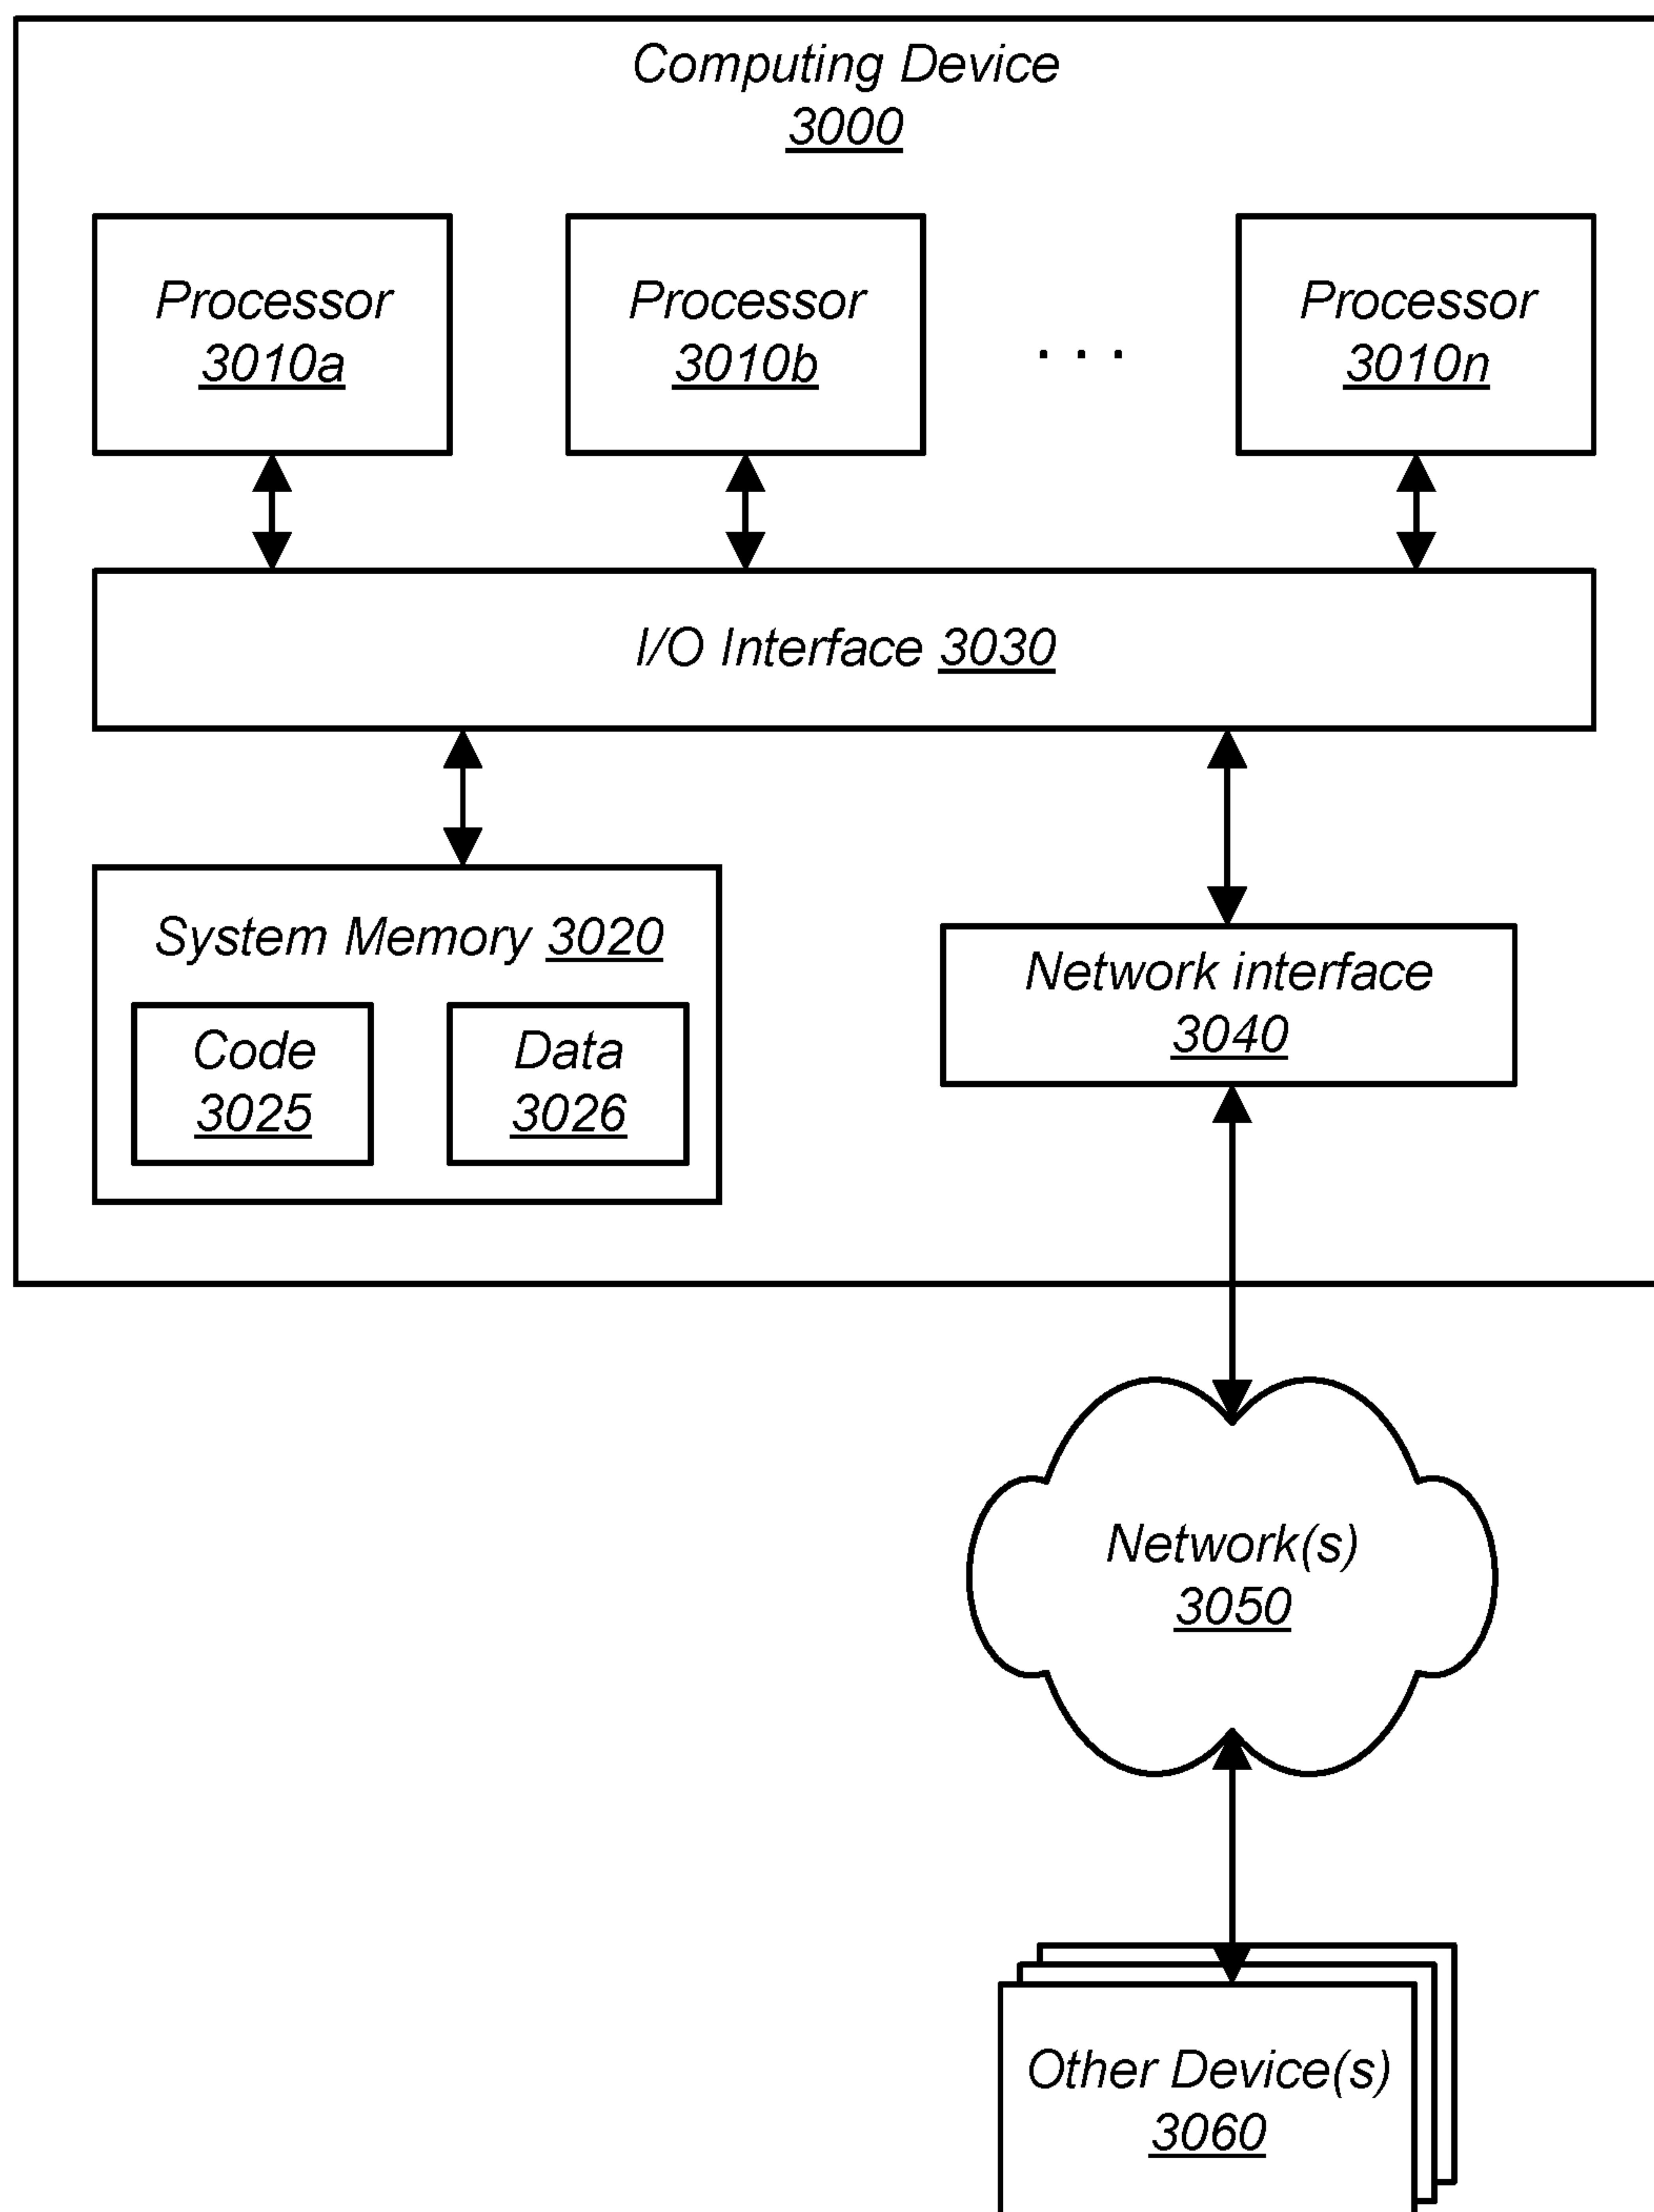 Computing Device
3000
Processor
3010a
Processor
3010b
. . .
Processor
3010n
I/O Interface 3030
System Memory 3020
Code
3025
Data
3026
Network interface
3040
Network(s)
3050
Other Device(s)
3060